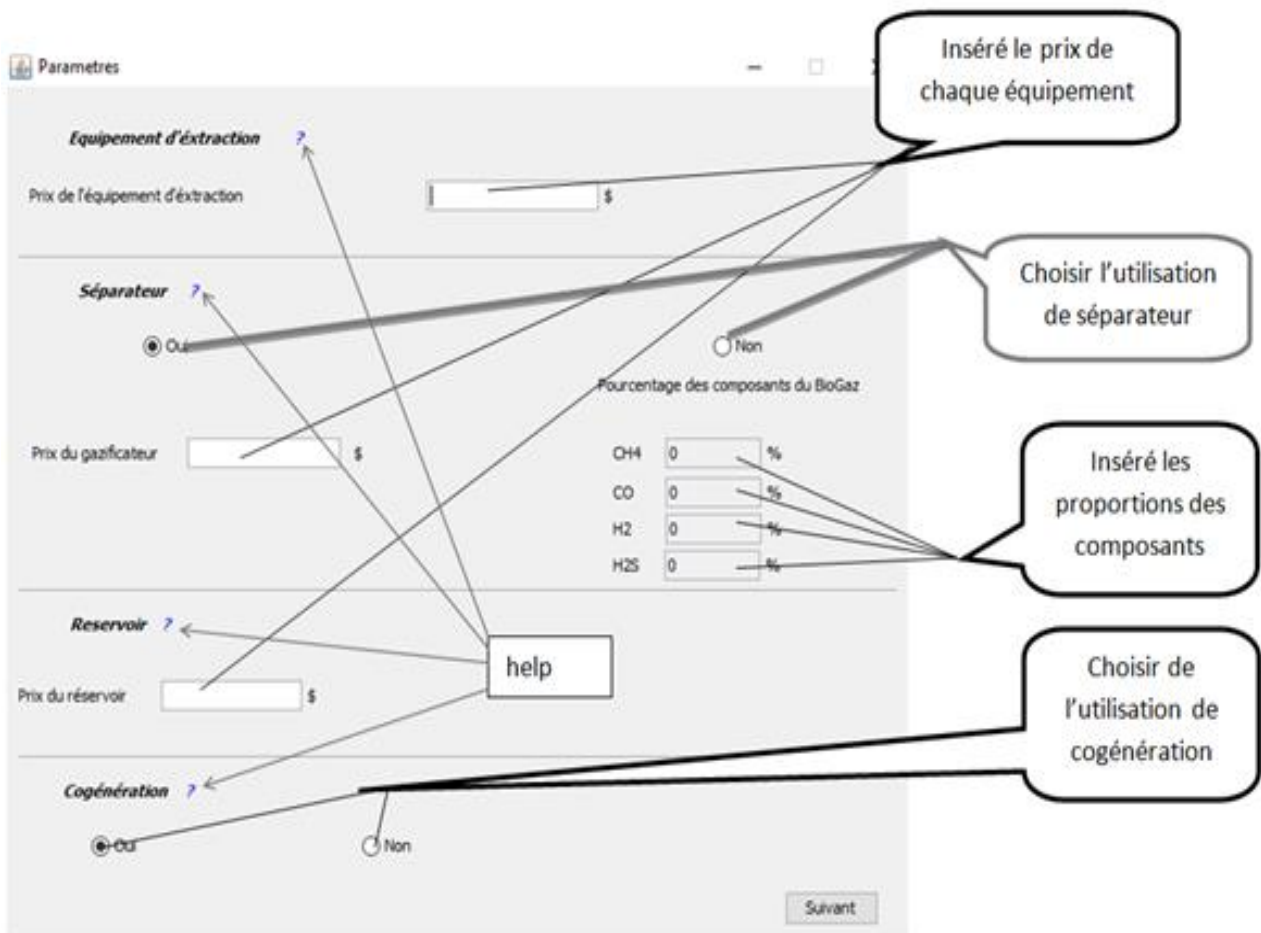 Parametres
Inséré le prix de
chaque équipement
Equipement d'éxtraction ?
Prix de l'équipement d'éxtraction $
Séparateur ?
Choisir l'utilisation
de séparateur
Oui
Non
Pourcentage des composants du BioGaz
Prix du gazificateur $
CH4 0 %
CO 0 %
H2 0 %
H2S 0 %
Inséré les
proportions des
composants
Reservoir ?
help
Prix du réservoir $
Choisir de
l'utilisation de
cogénération
Cogénération ?
Oui
Non
Suivant